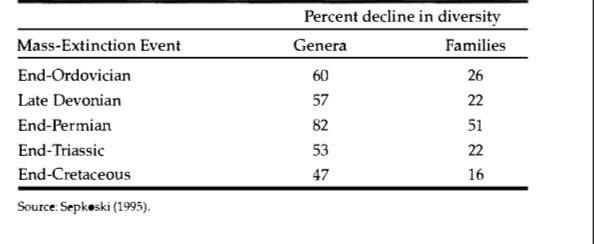 Percent decline in diversity
Mass-Extinction Event Genera Families
End-Ordovician 60 26
Late Devonian 57 22
End-Permian 82 51
End-Triassic 53 22
End-Cretaceous 47 16
Source: Sepkoski (1995).